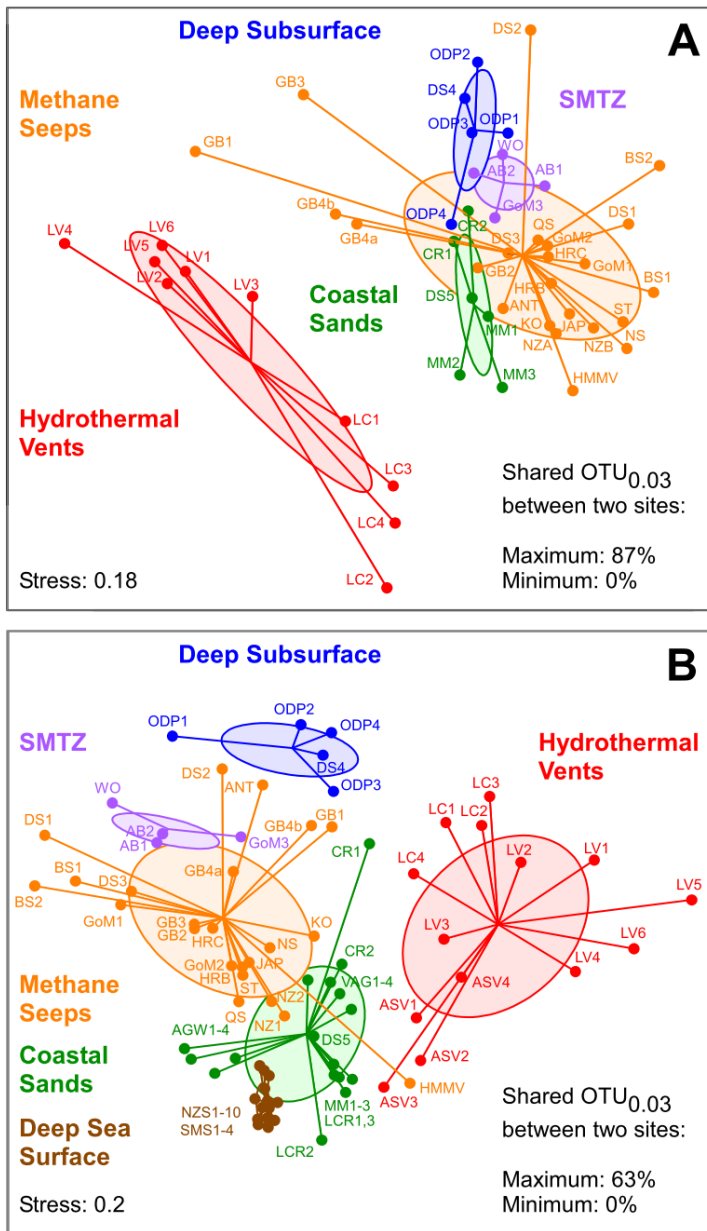 Deep Subsurface
A
DS2
ODP2
GB3
DS4
SMTZ
Methane
Seeps
ODP3
ODP1
WO
GB1
AB2
AB1
BS2
GB4b
GoM3
ODP4
DS1
LV6
CR2
QS
GB4a
DS3
GoM2
LV4
LV5
LV1
CR1
HRC
GoM1
LV2
GB2
LV3
HRB
BS1
Coastal
Sands
DS5
ANT
ST
MM1
KO
JAP
NS
NZA
NZB
MM2
MM3
HMMV
Hydrothermal
Vents
LC1
LC3
LC4
LC2
Shared OTU0.03
between two sites:
Maximum: 87%
Minimum: 0%
Stress: 0.18
Deep Subsurface
B
ODP1
ODP2
ODP4
SMTZ
DS4
Hydrothermal
Vents
DS2
ANT
ODP3
WO
LC3
GB4b
GB1
LC1
LC2
DS1
AB2
AB1
GoM3
CR1
LC4
LV2
LV1
BS1
DS3
GB4a
BS2
LV5
GoM1
GB3
GB2
HRC
KO
LV3
LV6
NS
CR2
GoM2
JAP
LV4
Methane
Seeps
HRB
ST
VAG1-4
ASV4
QS
NZ2
NZ1
ASV1
AGW1-4
DS5
Coastal
Sands
ASV2
HMMV
ASV3
Deep Sea
Surface
NZS1-10
SMS1-4
MM1-3
LCR1,3
LCR2
Shared OTU0.03
between two sites:
Maximum: 63%
Minimum: 0%
Stress: 0.2